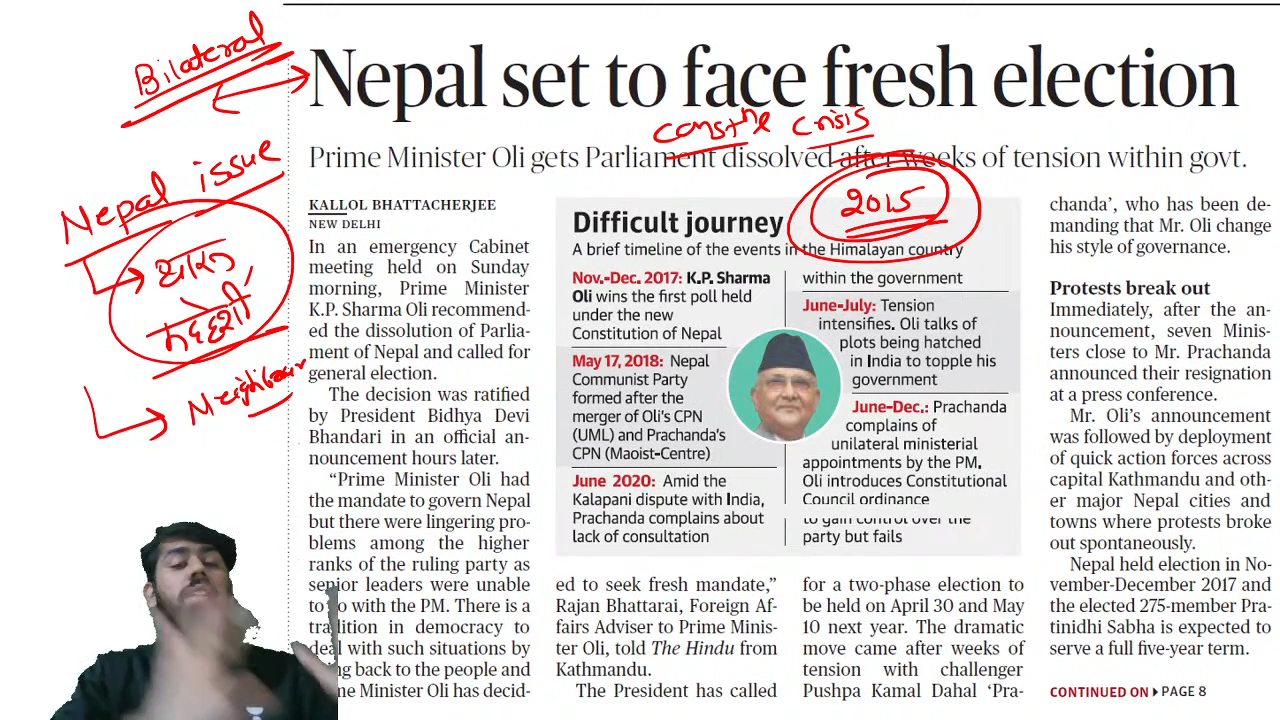 Bilateral
Nepal set to face fresh election
constnl crisis
Prime Minister Oli gets Parliament dissolved after weeks of tension within govt.
Nepal issue
मधेशी
Neighbour
2015
KALLOL BHATTACHERJEE
NEW DELHI
In an emergency Cabinet
meeting held on Sunday
morning, Prime Minister
K.P. Sharma Oli recommend-
ed the dissolution of Parlia-
ment of Nepal and called for
general election.
The decision was ratified
by President Bidhya Devi
Bhandari in an official an-
nouncement hours later.
“Prime Minister Oli had
the mandate to govern Nepal
but there were lingering pro-
blems among the higher
ranks of the ruling party as
senior leaders were unable
to go with the PM. There is a
tradition in democracy to
deal with such situations by
back to the people and
Minister Oli has decid-
Difficult journey
A brief timeline of the events in the Himalayan country
Nov.-Dec. 2017: K.P. Sharma
Oli wins the first poll held
under the new
Constitution of Nepal
May 17, 2018: Nepal
Communist Party
formed after the
merger of Oli's CPN
(UML) and Prachanda's
CPN (Maoist-Centre)
June 2020: Amid the
Kalapani dispute with India,
Prachanda complains about
lack of consultation
within the government
June-July: Tension
intensifies. Oli talks of
plots being hatched
in India to topple his
government
June-Dec.: Prachanda
complains of
unilateral ministerial
appointments by the PM.
Oli introduces Constitutional
Council ordinance
to gain control over the
party but fails
ed to seek fresh mandate,”
Rajan Bhattarai, Foreign Af-
fairs Adviser to Prime Minis-
ter Oli, told The Hindu from
Kathmandu.
The President has called
for a two-phase election to
be held on April 30 and May
10 next year. The dramatic
move came after weeks of
tension with challenger
Pushpa Kamal Dahal ‘Pra-
chanda’, who has been de-
manding that Mr. Oli change
his style of governance.
Protests break out
Immediately, after the an-
nouncement, seven Minis-
ters close to Mr. Prachanda
announced their resignation
at a press conference.
Mr. Oli's announcement
was followed by deployment
of quick action forces across
capital Kathmandu and oth-
er major Nepal cities and
towns where protests broke
out spontaneously.
Nepal held election in No-
vember-December 2017 and
the elected 275-member Pra-
tinidhi Sabha is expected to
serve a full five-year term.
CONTINUED ON PAGE 8